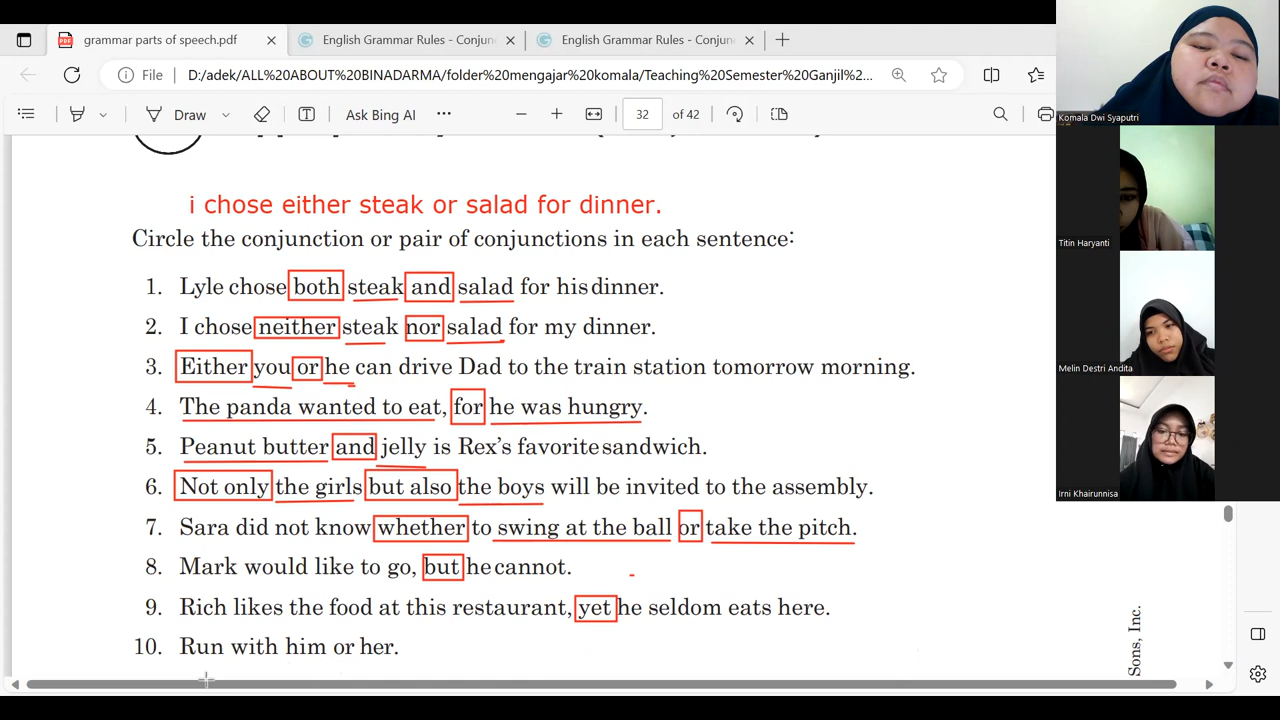 grammar parts of speech.pdf
English Grammar Rules - Conjun
English Grammar Rules - Conjun
File
D:/adek/ALL%20ABOUT%20BINADARMA/folder%20mengajar%20komala/Teaching%20Semester%20Ganjil%2...
Draw
Ask Bing AI
32 of 42
i chose either steak or salad for dinner.
Circle the conjunction or pair of conjunctions in each sentence:
1. Lyle chose both steak and salad for his dinner.
2. I chose neither steak nor salad for my dinner.
3. Either you or he can drive Dad to the train station tomorrow morning.
4. The panda wanted to eat, for he was hungry.
5. Peanut butter and jelly is Rex's favorite sandwich.
6. Not only the girls but also the boys will be invited to the assembly.
7. Sara did not know whether to swing at the ball or take the pitch.
8. Mark would like to go, but he cannot.
9. Rich likes the food at this restaurant, yet he seldom eats here.
10. Run with him or her.
Sons, Inc.
Komala Dwi Syaputri
Titin Haryanti
Melin Destri Andita
Irni Khairunnisa